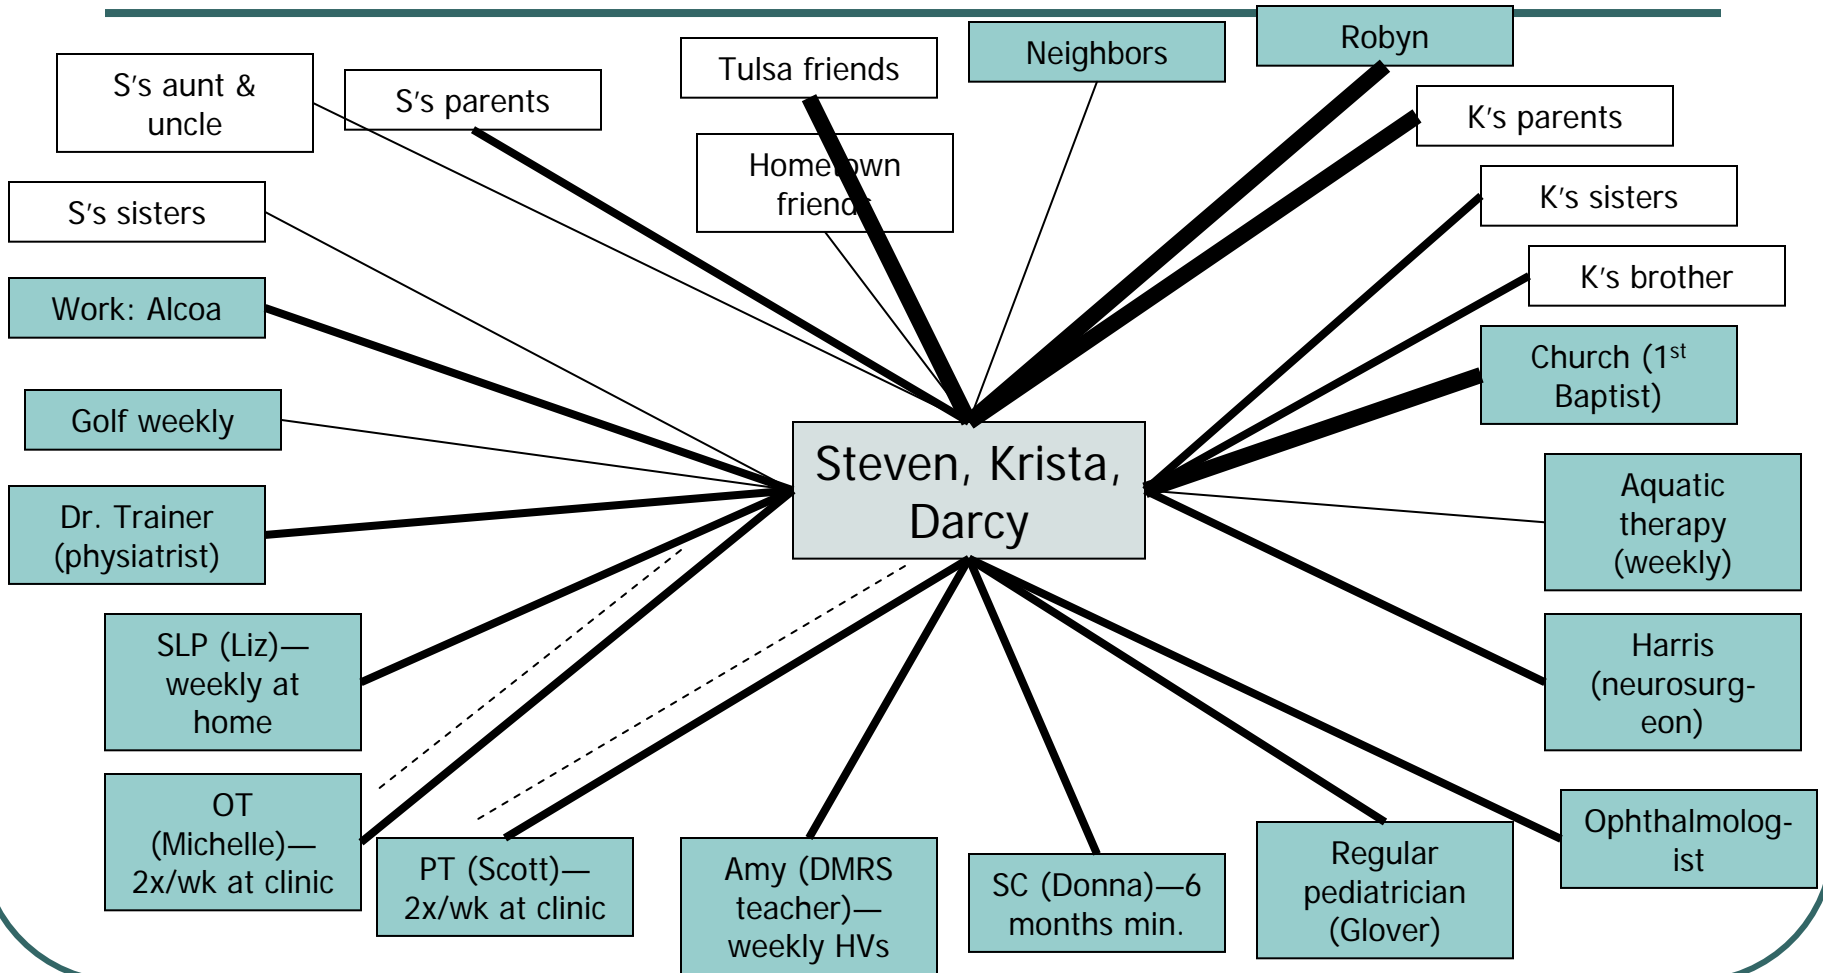 S's aunt &
uncle
S's parents
Tulsa friends
Neighbors
Robyn
Hometown
friends
K's parents
S's sisters
K's sisters
K's brother
Work: Alcoa
Church (1st
Baptist)
Golf weekly
Steven, Krista,
Darcy
Dr. Trainer
(physiatrist)
Aquatic
therapy
(weekly)
SLP (Liz)—
weekly at
home
Harris
(neurosurg-
eon)
OT
(Michelle)—
2x/wk at clinic
PT (Scott)—
2x/wk at clinic
Amy (DMRS
teacher)—
weekly HVs
SC (Donna)—6
months min.
Regular
pediatrician
(Glover)
Ophthalmolog-
ist